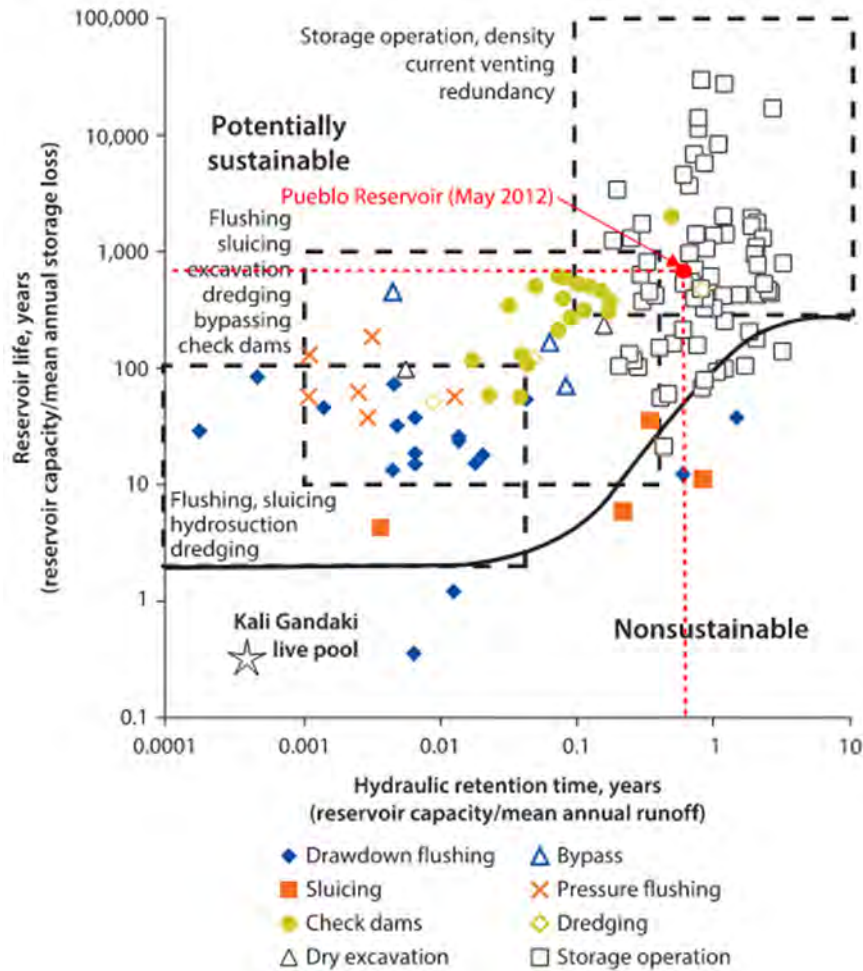 100,000
10,000
1,000
100
10
1
0.1
Reservoir life, years
(reservoir capacity/mean annual storage loss)
Storage operation, density
current venting
redundancy
Potentially
sustainable
Pueblo Reservoir (May 2012)
Flushing
sluicing
excavation
dredging
bypassing
check dams
Flushing, sluicing
hydrosuction
dredging
Kali Gandaki
live pool
Nonsustainable
0.0001 0.001 0.01 0.1 1 10
Hydraulic retention time, years
(reservoir capacity/mean annual runoff)
Drawdown flushing Bypass
Sluicing Pressure flushing
Check dams Dredging
Dry excavation Storage operation